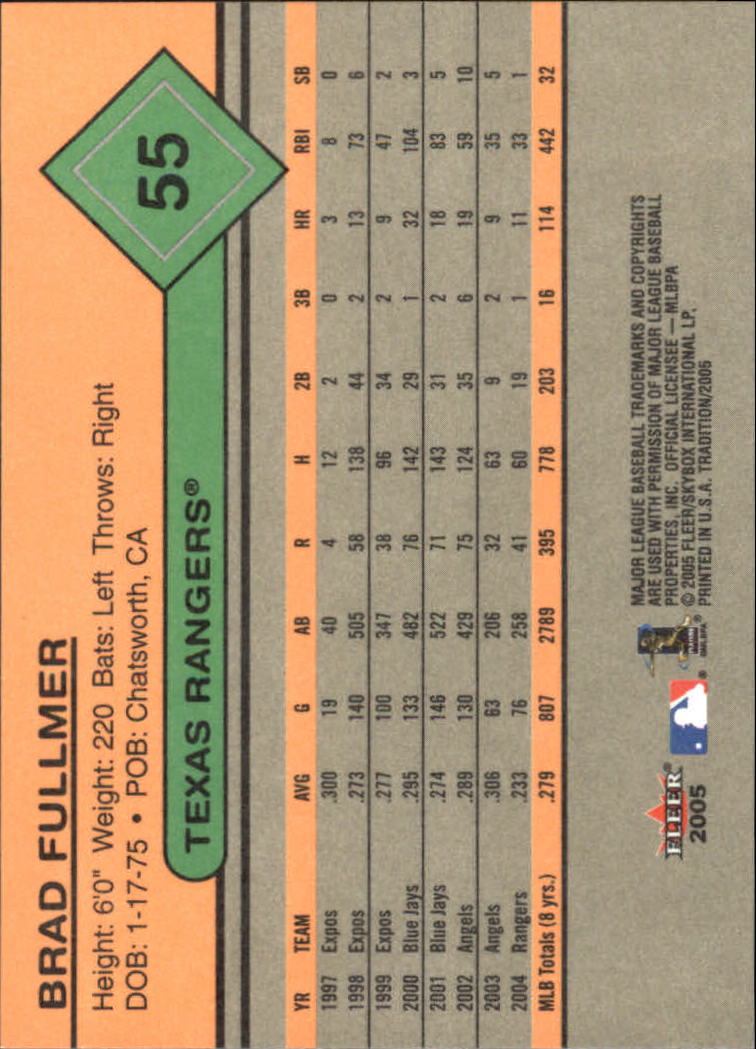 BRAD FULLMER
Height: 6'0" Weight: 220 Bats: Left Throws: Right
DOB: 1-17-75 • POB: Chatsworth, CA
55
TEXAS RANGERS®
YR TEAM AVG G AB R H 2B 3B HR RBI SB
1997 Expos .300 19 40 4 12 2 0 3 8 0
1998 Expos .273 140 505 58 138 44 2 13 73 6
1999 Expos .277 100 347 38 96 34 2 9 47 2
2000 Blue Jays .295 133 482 76 142 29 1 32 104 3
2001 Blue Jays .274 146 522 71 143 31 2 18 83 5
2002 Angels .289 130 429 75 124 35 6 19 59 10
2003 Angels .306 63 206 32 63 9 2 9 35 5
2004 Rangers .233 76 258 41 60 19 1 11 33 1
MLB Totals (8 yrs.) .279 807 2789 395 778 203 16 114 442 32
FLEER®
2005
®
®
©MLBPA
MAJOR LEAGUE BASEBALL TRADEMARKS AND COPYRIGHTS
ARE USED WITH PERMISSION OF MAJOR LEAGUE BASEBALL
PROPERTIES, INC. OFFICIAL LICENSEE — MLBPA
© 2005 FLEER/SKYBOX INTERNATIONAL LP.
PRINTED IN U.S.A. TRADITION/2005